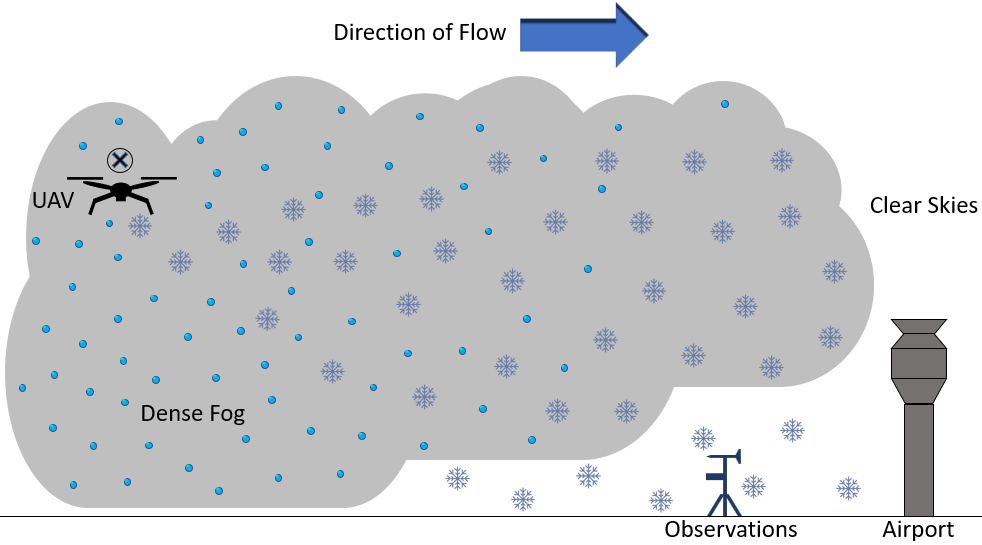 Direction of Flow
UAV
Clear Skies
Dense Fog
Observations
Airport